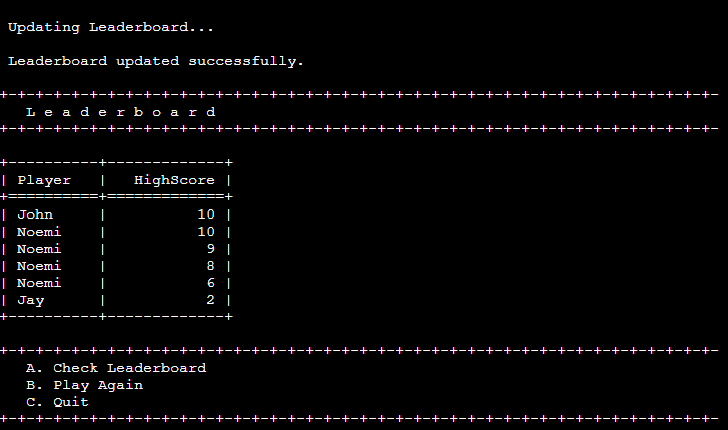 Updating Leaderboard...
Leaderboard updated successfully.
+-+-+-+-+-+-+-+-+-+-+-+-+-+-+-+-+-+-+-+-+-+-+-+-+-+-+-+-+-+-+-+-+-+-+-+-+-+-+-+-
L e a d e r b o a r d
+-+-+-+-+-+-+-+-+-+-+-+-+-+-+-+-+-+-+-+-+-+-+-+-+-+-+-+-+-+-+-+-+-+-+-+-+-+-+-+-
+----------+-------------+
| Player   |   HighScore |
+==========+=============+
| John     |          10 |
| Noemi    |          10 |
| Noemi    |           9 |
| Noemi    |           8 |
| Noemi    |           6 |
| Jay      |           2 |
+----------+-------------+
+-+-+-+-+-+-+-+-+-+-+-+-+-+-+-+-+-+-+-+-+-+-+-+-+-+-+-+-+-+-+-+-+-+-+-+-+-+-+-+-
A. Check Leaderboard
B. Play Again
C. Quit
+-+-+-+-+-+-+-+-+-+-+-+-+-+-+-+-+-+-+-+-+-+-+-+-+-+-+-+-+-+-+-+-+-+-+-+-+-+-+-+-